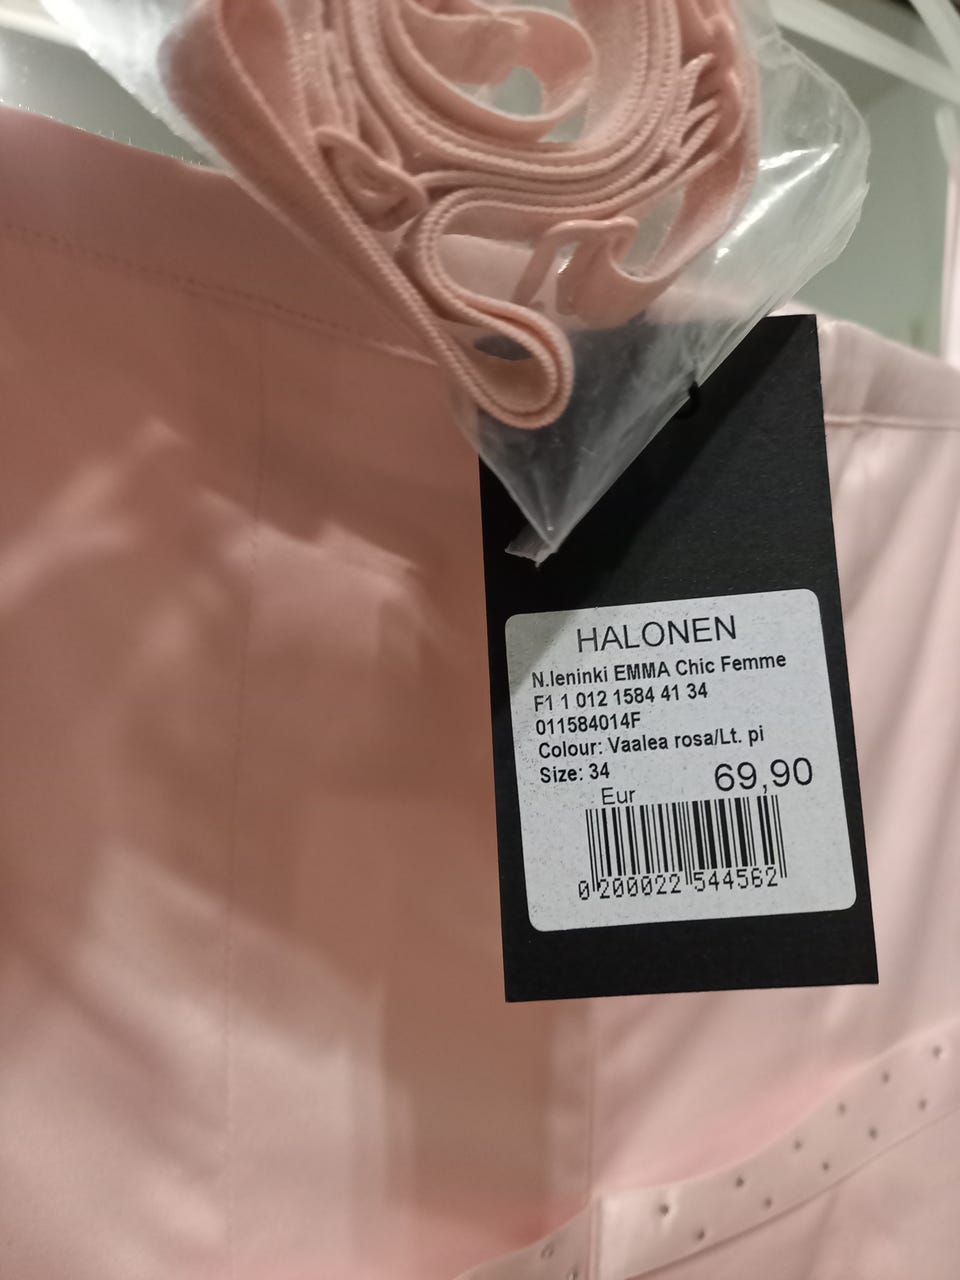 HALONEN
N.leninki EMMA Chic Femme
F1 1 012 1584 41 34
011584014F
Colour: Vaalea rosa/Lt. pi
Size: 34
69,90
Eur
0 200022 544562